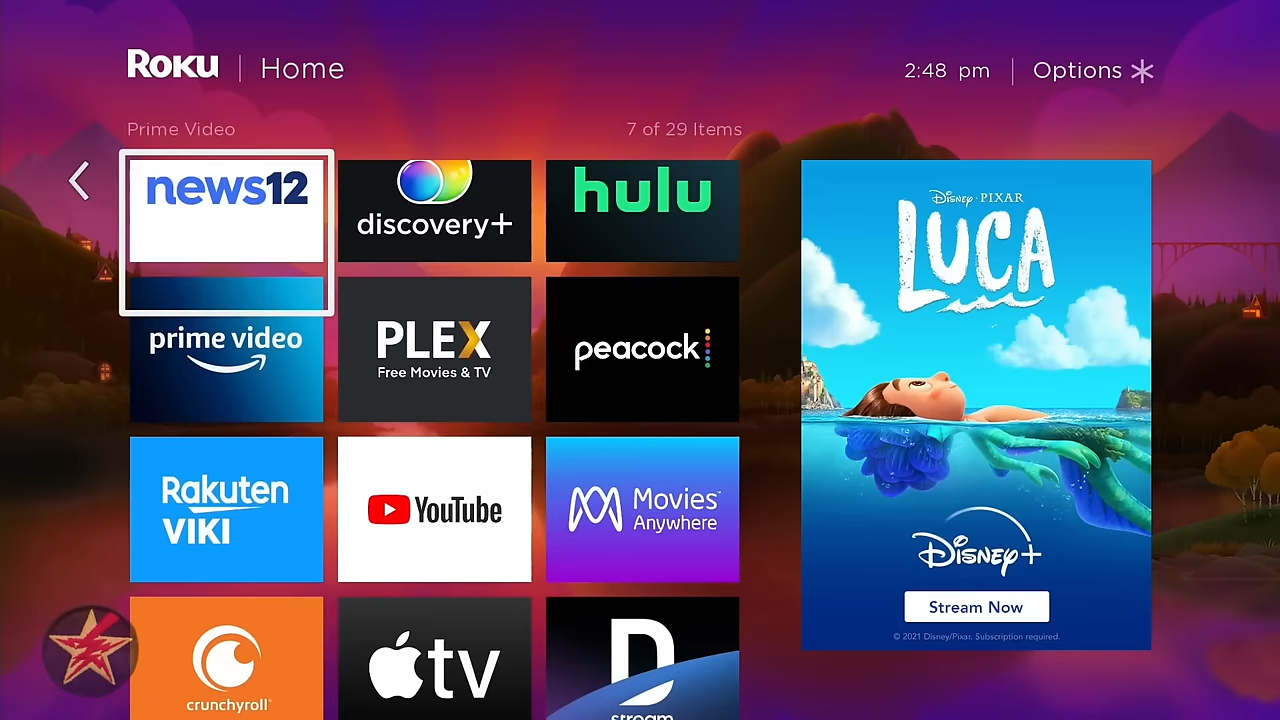 Roku | Home
2:48 pm | Options
Prime Video
7 of 29 Items
news12
discovery+
hulu
prime video
PLEX
Free Movies & TV
peacock
Rakuten
VIKI
YouTube
Movies
Anywhere
crunchyroll
tv
D
stream
Disney · PIXAR
LUCA
Disney+
Stream Now
© 2021 Disney/Pixar. Subscription required.